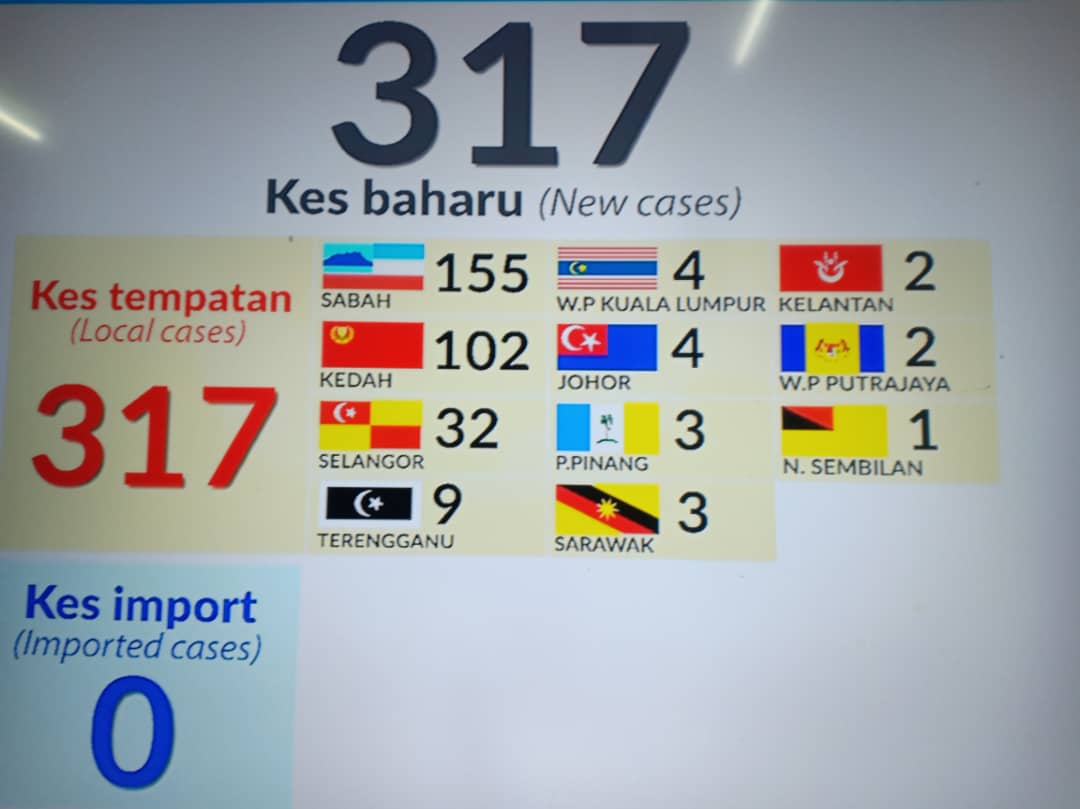 317
Kes baharu (New cases)
Kes tempatan
(Local cases)
317
155
SABAH
4
W.P KUALA LUMPUR
2
KELANTAN
102
KEDAH
4
JOHOR
2
W.P PUTRAJAYA
32
SELANGOR
3
P.PINANG
1
N. SEMBILAN
9
TERENGGANU
3
SARAWAK
Kes import
(Imported cases)
0